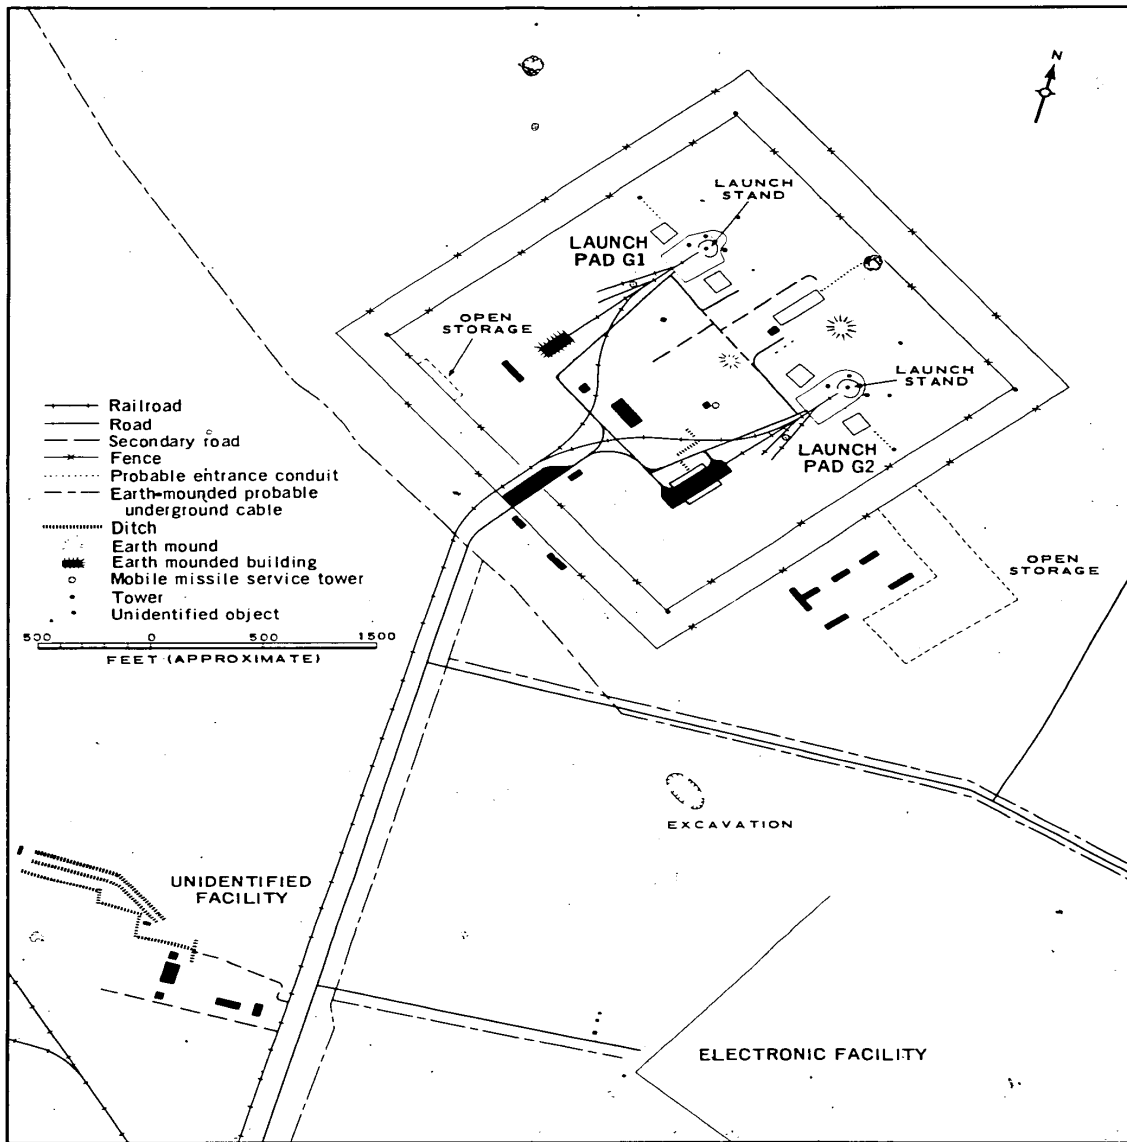 N
LAUNCH
STAND
LAUNCH
PAD G1
OPEN
STORAGE
LAUNCH
STAND
LAUNCH
PAD G2
Railroad
Road
Secondary road
Fence
Probable entrance conduit
Earth-mounded probable
underground cable
Ditch
Earth mound
Earth mounded building
Mobile missile service tower
Tower
Unidentified object
500 0 500 1500
FEET (APPROXIMATE)
OPEN
STORAGE
EXCAVATION
UNIDENTIFIED
FACILITY
ELECTRONIC FACILITY